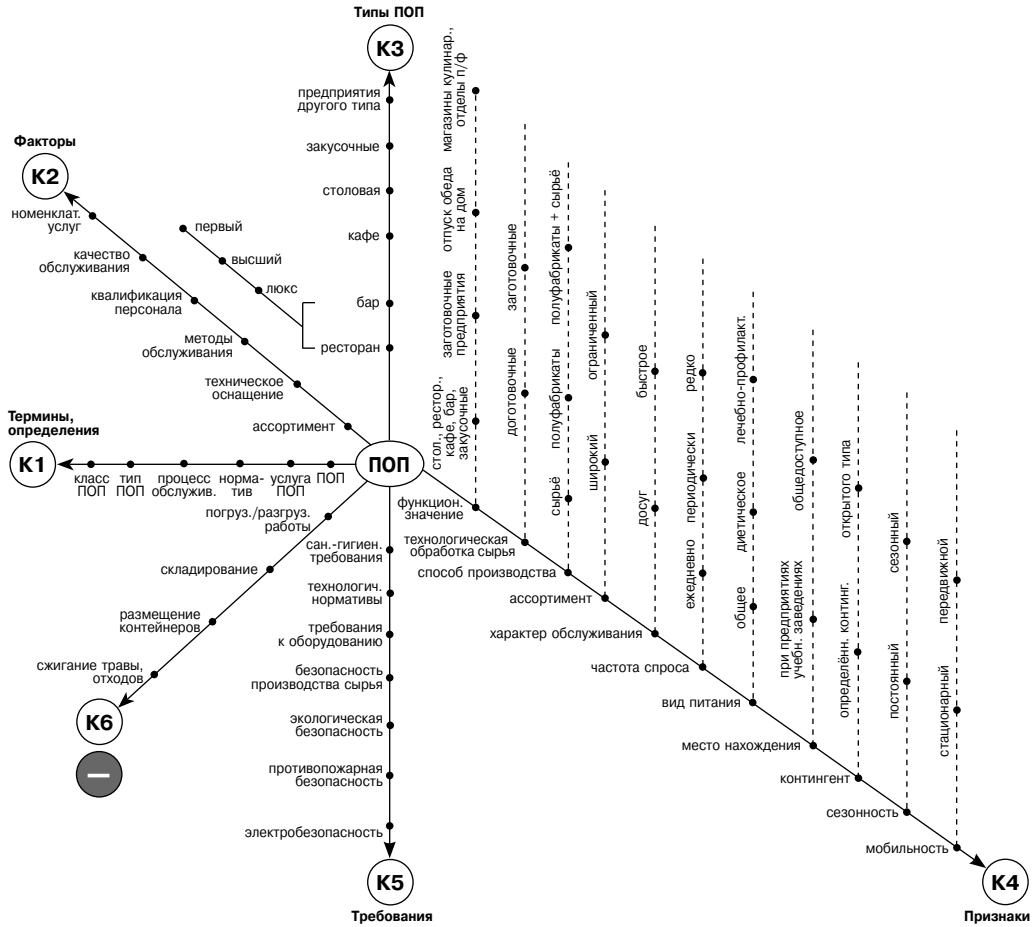 Типы ПОП
К3
предприятия
другого типа
закусочные
столовая
кафе
бар
ресторан
первый
высший
люкс
Факторы
К2
номенклат.
услуг
качество
обслуживания
квалификация
персонала
методы
обслуживания
техническое
оснащение
ассортимент
Термины,
определения
К1
класс
ПОП
тип
ПОП
процесс
обслужив.
норма-
тив
услуга
ПОП
ПОП
ПОП
погруз./разгруз.
работы
складирование
размещение
контейнеров
сжигание травы,
отходов
К6
—
сан.-гигиен.
требования
технологич.
нормативы
требования
к оборудованию
безопасность
производства сырья
экологическая
безопасность
противопожарная
безопасность
электробезопасность
К5
Требования
функцион.
значение
стол., рестор.,
кафе, бар,
закусочные
заготовочные
предприятия
отпуск обеда
на дом
магазины кулинар.,
отделы п/ф
технологическая
обработка сырья
доготовочные
заготовочные
способ производства
сырьё
полуфабрикаты
полуфабрикаты + сырьё
ассортимент
широкий
ограниченный
характер обслуживания
досуг
быстрое
частота спроса
ежедневно
периодически
редко
вид питания
общее
диетическое
лечебно-профилакт.
место нахождения
при предприятиях
учебн. заведениях
общедоступное
контингент
определённ. континг.
открытого типа
сезонность
постоянный
сезонный
мобильность
стационарный
передвижной
К4
Признаки